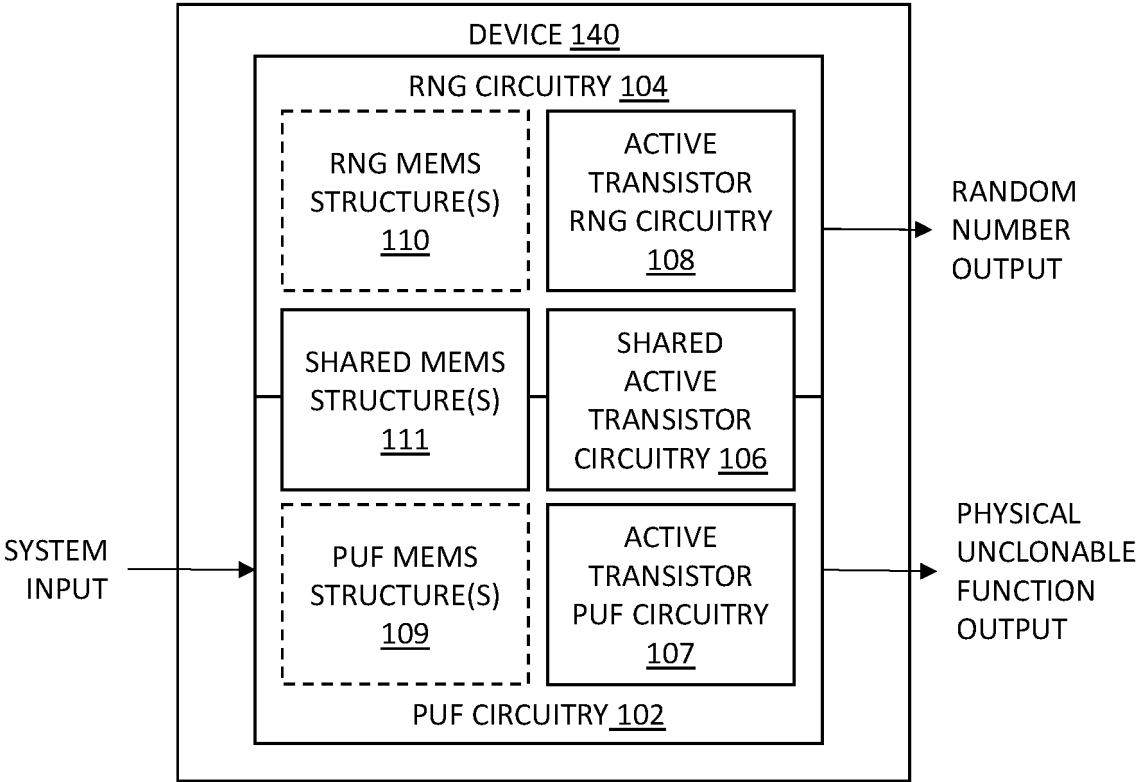 DEVICE 140
RNG CIRCUITRY 104
RNG MEMS
STRUCTURE(S)
110
ACTIVE
TRANSISTOR
RNG CIRCUITRY
108
RANDOM
NUMBER
OUTPUT
SHARED MEMS
STRUCTURE(S)
111
SHARED
ACTIVE
TRANSISTOR
CIRCUITRY 106
SYSTEM
INPUT
PUF MEMS
STRUCTURE(S)
109
ACTIVE
TRANSISTOR
PUF CIRCUITRY
107
PHYSICAL
UNCLONABLE
FUNCTION
OUTPUT
PUF CIRCUITRY 102